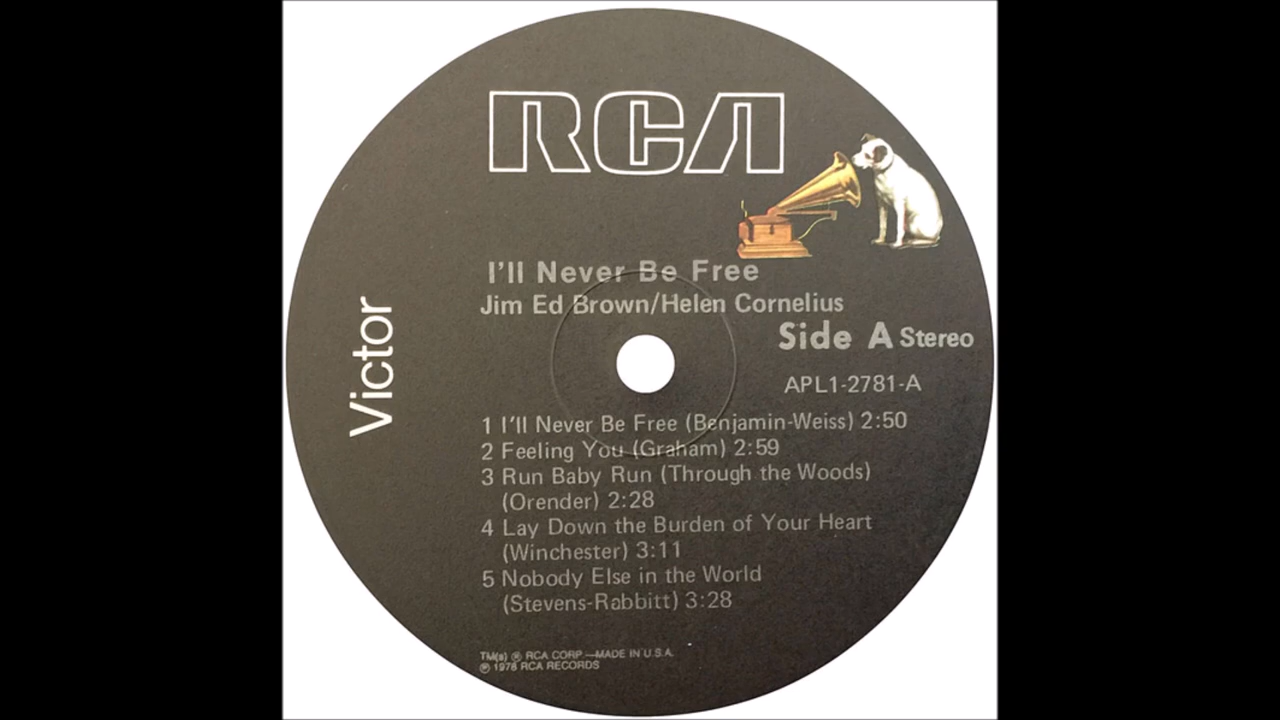 RCA
I'll Never Be Free
Jim Ed Brown/Helen Cornelius
Side A Stereo
Victor
APL1-2781-A
1 I'll Never Be Free (Benjamin-Weiss) 2:50
2 Feeling You (Graham) 2:59
3 Run Baby Run (Through the Woods)
(Orender) 2:28
4 Lay Down the Burden of Your Heart
(Winchester) 3:11
5 Nobody Else in the World
(Stevens-Rabbitt) 3:28
TM(s) ® RCA CORP.—MADE IN U.S.A.
℗ 1978 RCA RECORDS